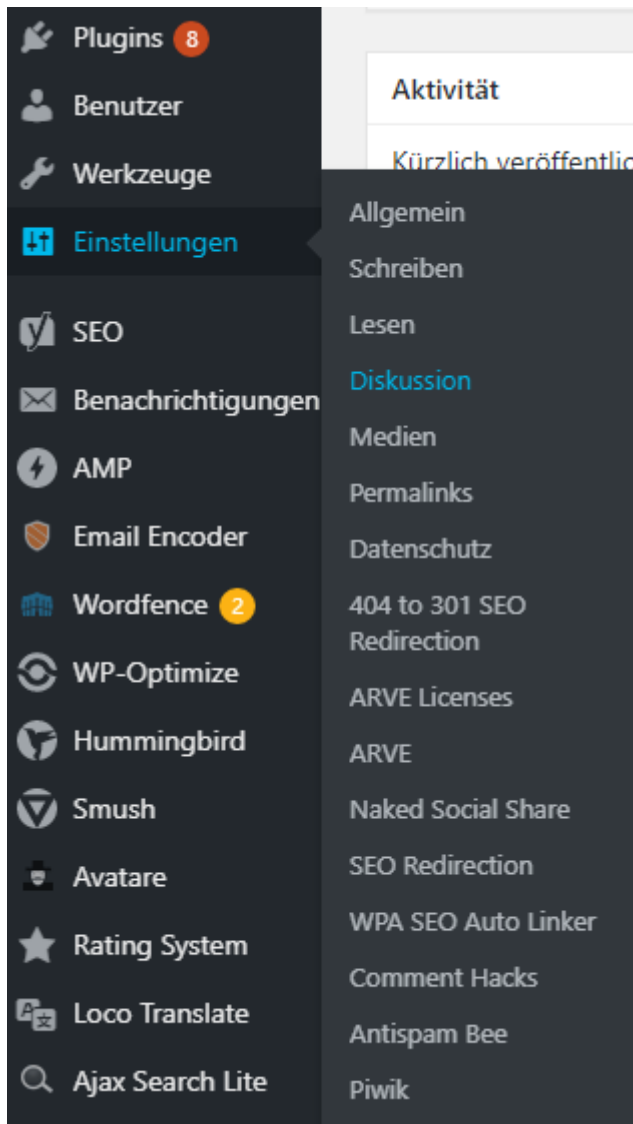 Plugins 8
Benutzer
Werkzeuge
Einstellungen
SEO
Benachrichtigungen
AMP
Email Encoder
Wordfence 2
WP-Optimize
Hummingbird
Smush
Avatare
Rating System
Loco Translate
Ajax Search Lite
Aktivität
Kürzlich veröffentlic
Allgemein
Schreiben
Lesen
Diskussion
Medien
Permalinks
Datenschutz
404 to 301 SEO
Redirection
ARVE Licenses
ARVE
Naked Social Share
SEO Redirection
WPA SEO Auto Linker
Comment Hacks
Antispam Bee
Piwik